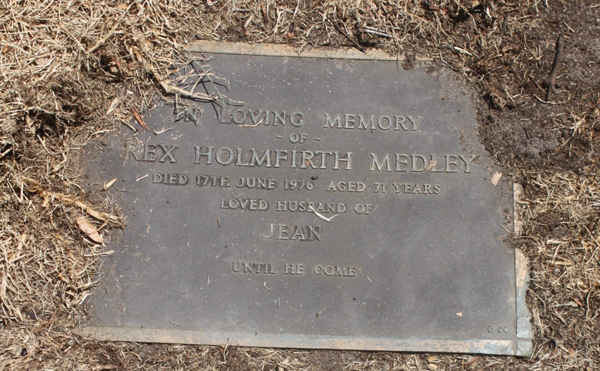 IN LOVING MEMORY
- OF -
REX HOLMFIRTH MEDLEY
DIED 17TH JUNE 1976 AGED 71 YEARS
LOVED HUSBAND OF
JEAN
UNTIL HE COME